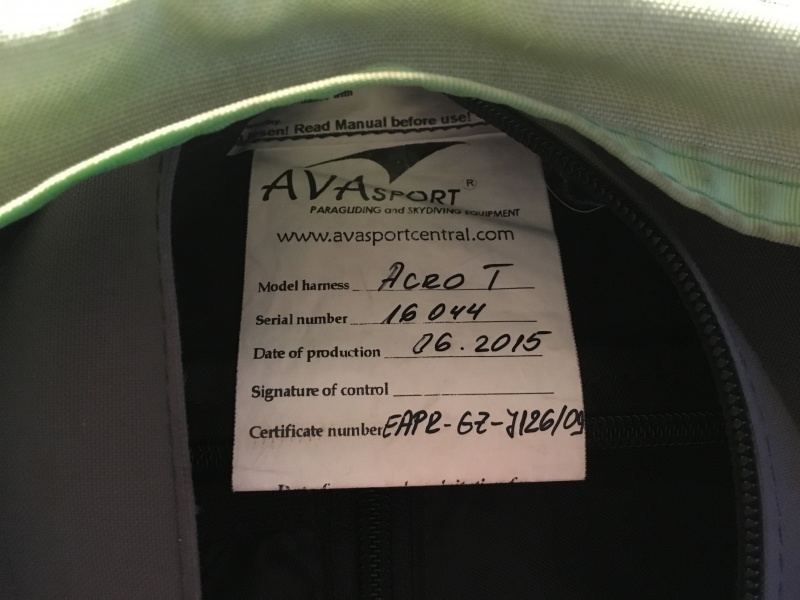 with
Read Manual before use!
AVASPORT ®
PARAGLIDING and SKYDIVING EQUIPMENT
www.avasportcentral.com
Model harness ACRO T
Serial number 16 044
Date of production 06.2015
Signature of control
Certificate number EAPR-GZ-7126/09